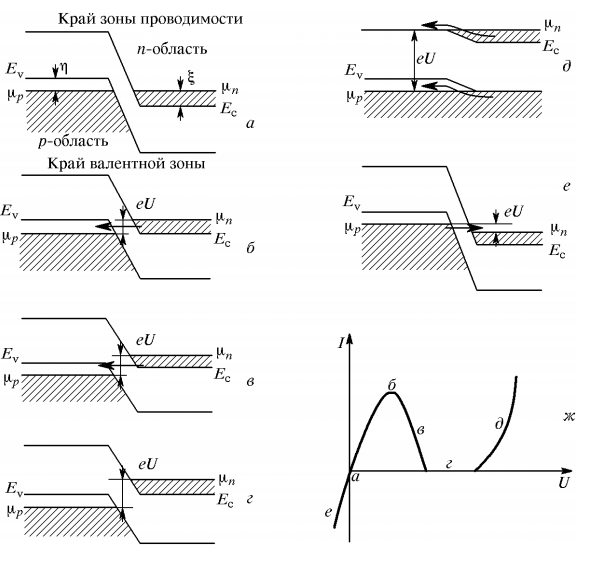 Край зоны проводимости
n-область
E_v
η
μ_p
ξ
μ_n
E_c
а
p-область
Край валентной зоны
eU
E_v
μ_p
μ_n
E_c
б
eU
E_v
μ_p
μ_n
E_c
в
eU
E_v
μ_p
μ_n
E_c
г
μ_n
E_c
eU
E_v
μ_p
д
е
E_v
eU
μ_p
μ_n
E_c
I
б
в
д
ж
г
а
U
е